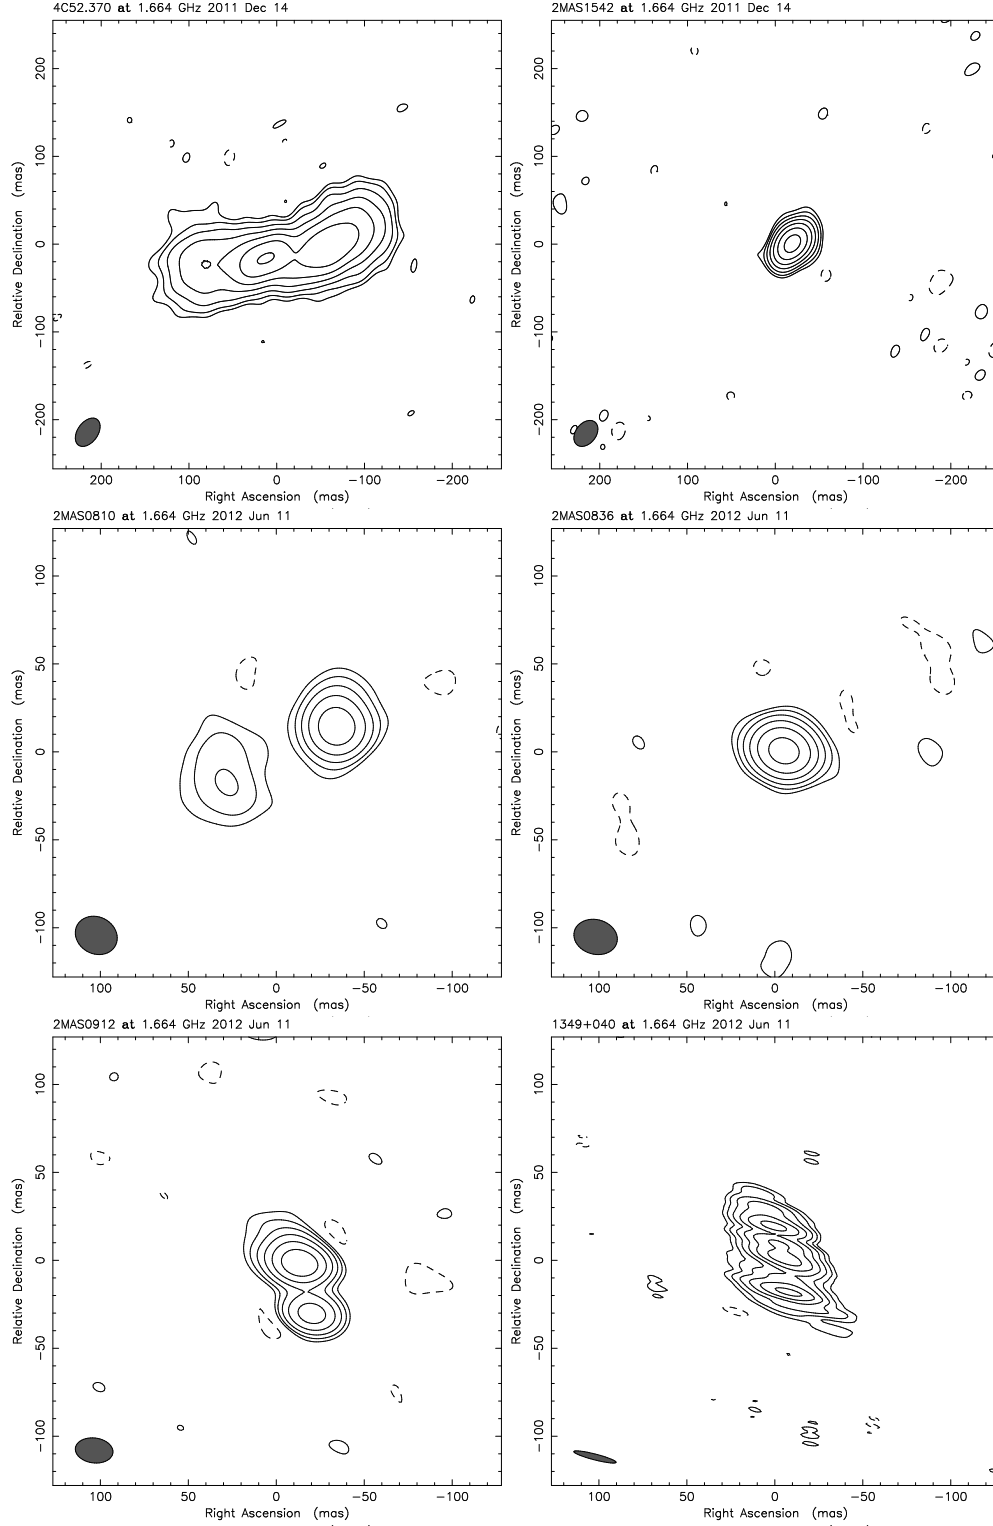 4C52.370 at 1.664 GHz 2011 Dec 14
Relative Declination (mas)
200
100
0
−100
−200
200 100 0 −100 −200
Right Ascension (mas)
2MAS1542 at 1.664 GHz 2011 Dec 14
Relative Declination (mas)
200
100
0
−100
−200
200 100 0 −100 −200
Right Ascension (mas)
2MAS0810 at 1.664 GHz 2012 Jun 11
Relative Declination (mas)
100
50
0
−50
−100
100 50 0 −50 −100
Right Ascension (mas)
2MAS0836 at 1.664 GHz 2012 Jun 11
Relative Declination (mas)
100
50
0
−50
−100
100 50 0 −50 −100
Right Ascension (mas)
2MAS0912 at 1.664 GHz 2012 Jun 11
Relative Declination (mas)
100
50
0
−50
−100
100 50 0 −50 −100
Right Ascension (mas)
1349+040 at 1.664 GHz 2012 Jun 11
Relative Declination (mas)
100
50
0
−50
−100
100 50 0 −50 −100
Right Ascension (mas)